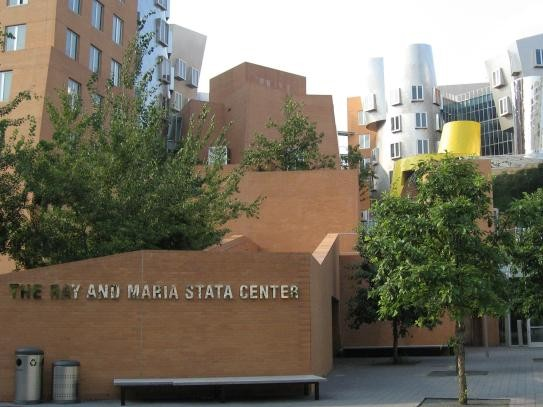 THE RAY AND MARIA STATA CENTER